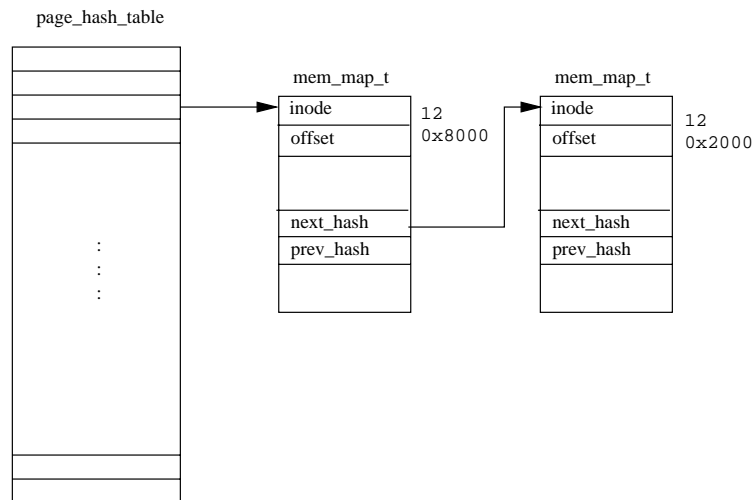 page_hash_table
mem_map_t
inode
offset
next_hash
prev_hash
12
0x8000
mem_map_t
inode
offset
next_hash
prev_hash
12
0x2000
:
:
: